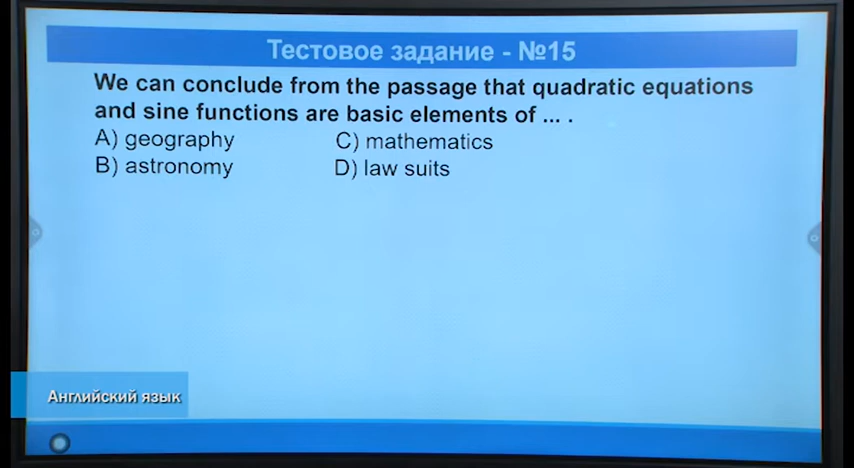 Тестовое задание - №15
We can conclude from the passage that quadratic equations
and sine functions are basic elements of ... .
A) geography C) mathematics
B) astronomy D) law suits
Английский язык